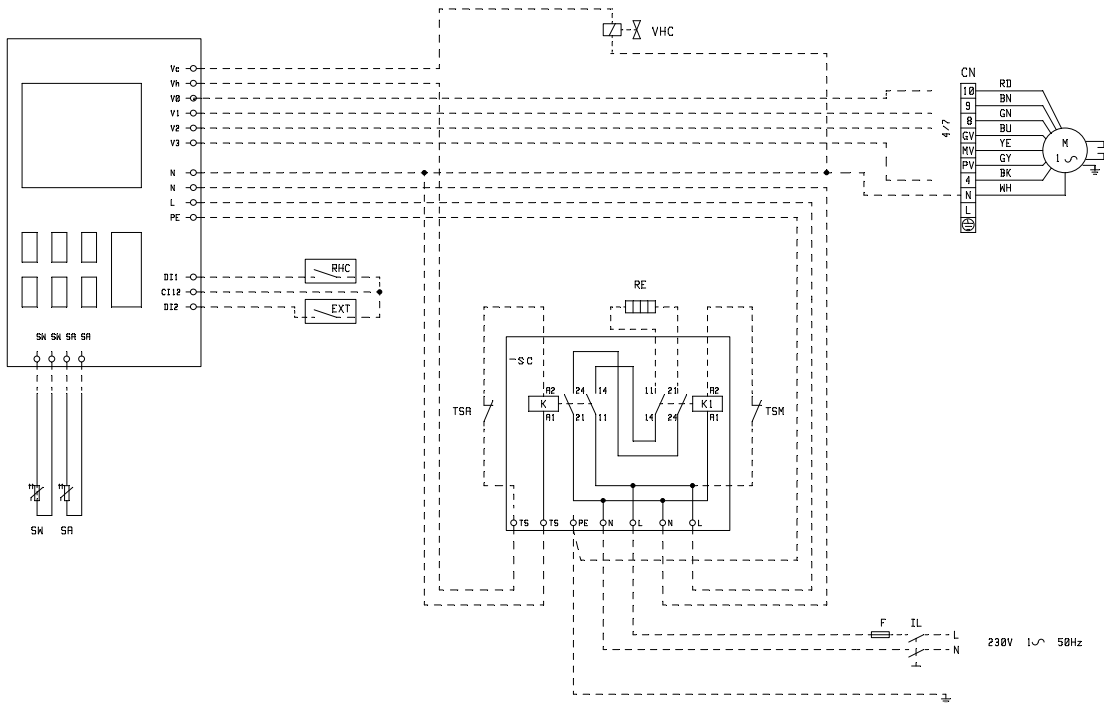 VHC
Vc
Vh
V0
V1
V2
V3
N
N
L
PE
DI1
CI12
DI2
RHC
EXT
SW SW SA SA
SW SA
CN
10 RD
9 BN
8 GN
GV BU
MV YE
PV GY
4 BK
N WH
L
4/7
M
1
RE
SC
TSA
TSM
A2 24 14 11 21 A2
K K1
A1 21 11 14 24 A1
TS TS PE N L N L
F IL
L
N
230V 1 50Hz